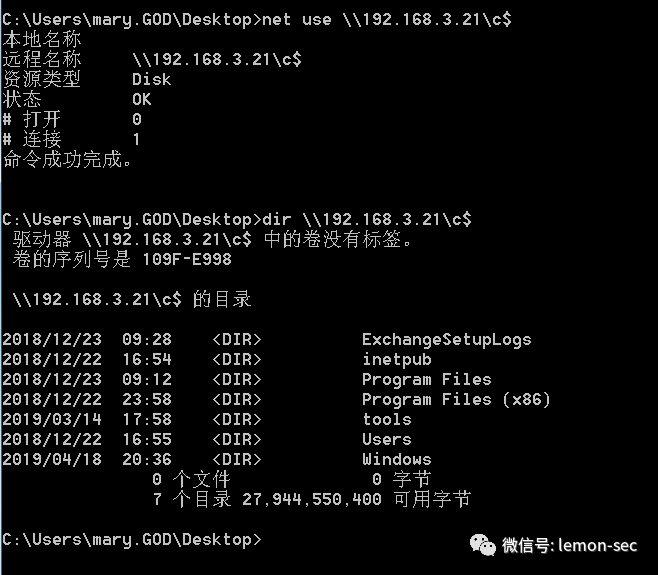 C:\Users\mary.GOD\Desktop>net use \\192.168.3.21\c$
本地名称
远程名称 \\192.168.3.21\c$
资源类型 Disk
状态 OK
# 打开 0
# 连接 1
命令成功完成。
C:\Users\mary.GOD\Desktop>dir \\192.168.3.21\c$
驱动器 \\192.168.3.21\c$ 中的卷没有标签。
卷的序列号是 109F-E998
\\192.168.3.21\c$ 的目录
2018/12/23 09:28 <DIR> ExchangeSetupLogs
2018/12/22 16:54 <DIR> inetpub
2018/12/23 09:12 <DIR> Program Files
2018/12/22 23:58 <DIR> Program Files (x86)
2019/03/14 17:58 <DIR> tools
2018/12/22 16:55 <DIR> Users
2019/04/18 20:36 <DIR> Windows
0 个文件 0 字节
7 个目录 27,944,550,400 可用字节
C:\Users\mary.GOD\Desktop>
微信号: lemon-sec